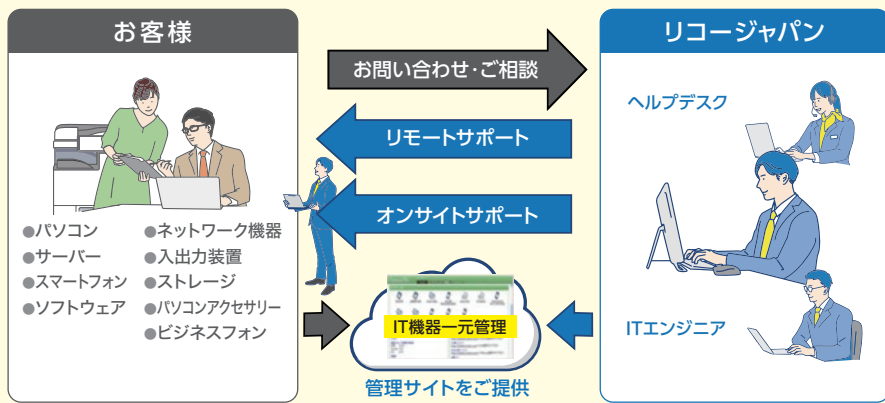 お客様
●パソコン
●サーバー
●スマートフォン
●ソフトウェア
●ネットワーク機器
●入出力装置
●ストレージ
●パソコンアクセサリー
●ビジネスフォン
お問い合わせ・ご相談
リモートサポート
オンサイトサポート
IT機器一元管理
管理サイトをご提供
リコージャパン
ヘルプデスク
ITエンジニア